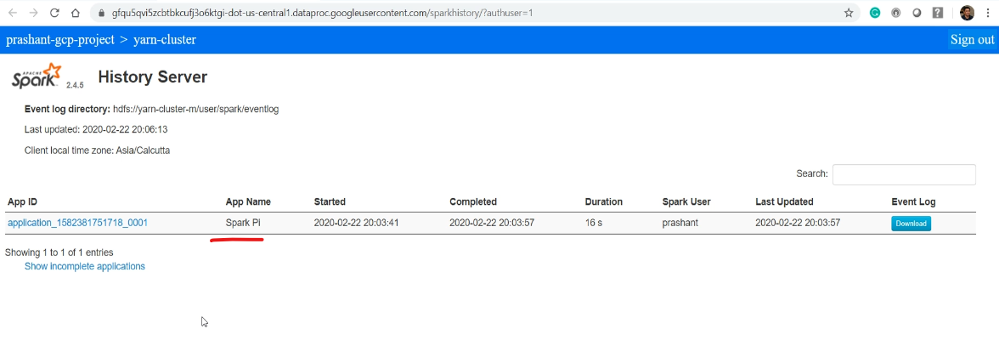 gfqu5qvi5zcbtbkcufj3o6ktgi-dot-us-central1.dataproc.googleusercontent.com/sparkhistory/?authuser=1
prashant-gcp-project > yarn-cluster Sign out
APACHE Spark 2.4.5 History Server
Event log directory: hdfs://yarn-cluster-m/user/spark/eventlog
Last updated: 2020-02-22 20:06:13
Client local time zone: Asia/Calcutta
Search:
App ID App Name Started Completed Duration Spark User Last Updated Event Log
application_1582381751718_0001 Spark Pi 2020-02-22 20:03:41 2020-02-22 20:03:57 16 s prashant 2020-02-22 20:03:57 Download
Showing 1 to 1 of 1 entries
Show incomplete applications